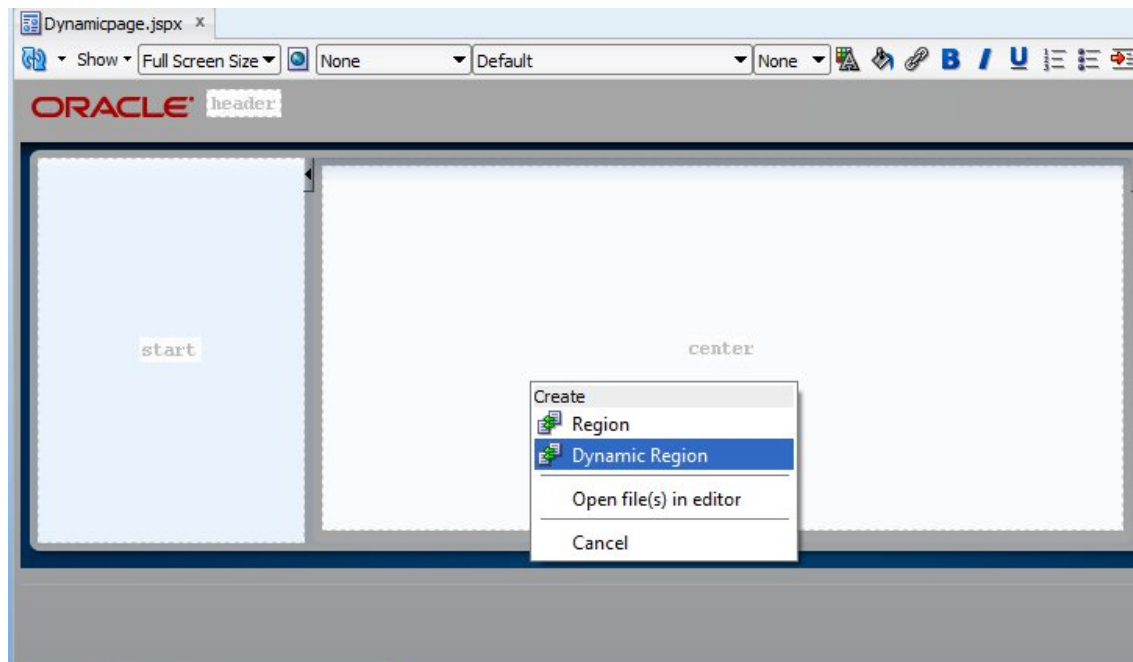 Dynamicpage.jspx x
Show Full Screen Size None Default None B I U
ORACLE header
start
center
Create
Region
Dynamic Region
Open file(s) in editor
Cancel